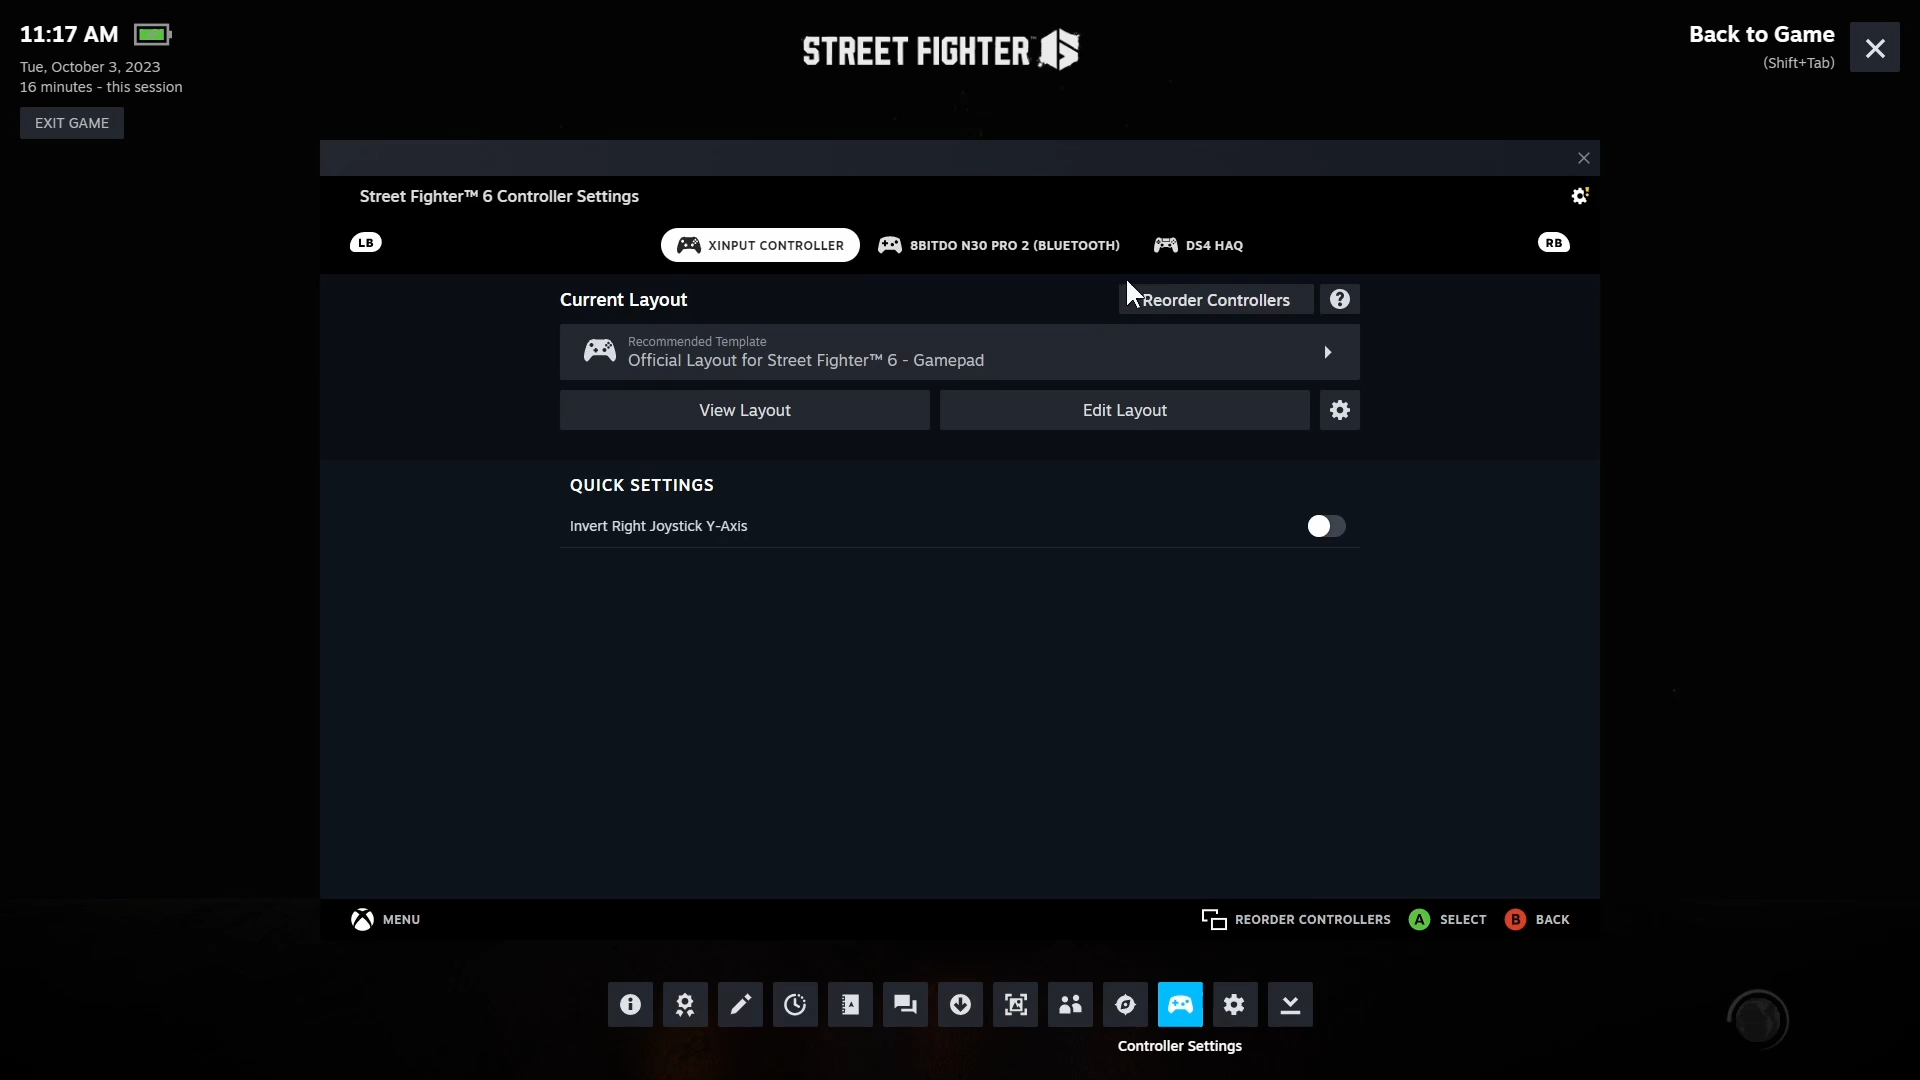 11:17 AM
Tue, October 3, 2023
16 minutes - this session
EXIT GAME
STREET FIGHTER™ 6
Back to Game
(Shift+Tab)
Street Fighter™ 6 Controller Settings
LB
XINPUT CONTROLLER
8BITDO N30 PRO 2 (BLUETOOTH)
DS4 HAQ
RB
Current Layout
Reorder Controllers
?
Recommended Template
Official Layout for Street Fighter™ 6 - Gamepad
View Layout
Edit Layout
QUICK SETTINGS
Invert Right Joystick Y-Axis
MENU
REORDER CONTROLLERS
A SELECT
B BACK
Controller Settings